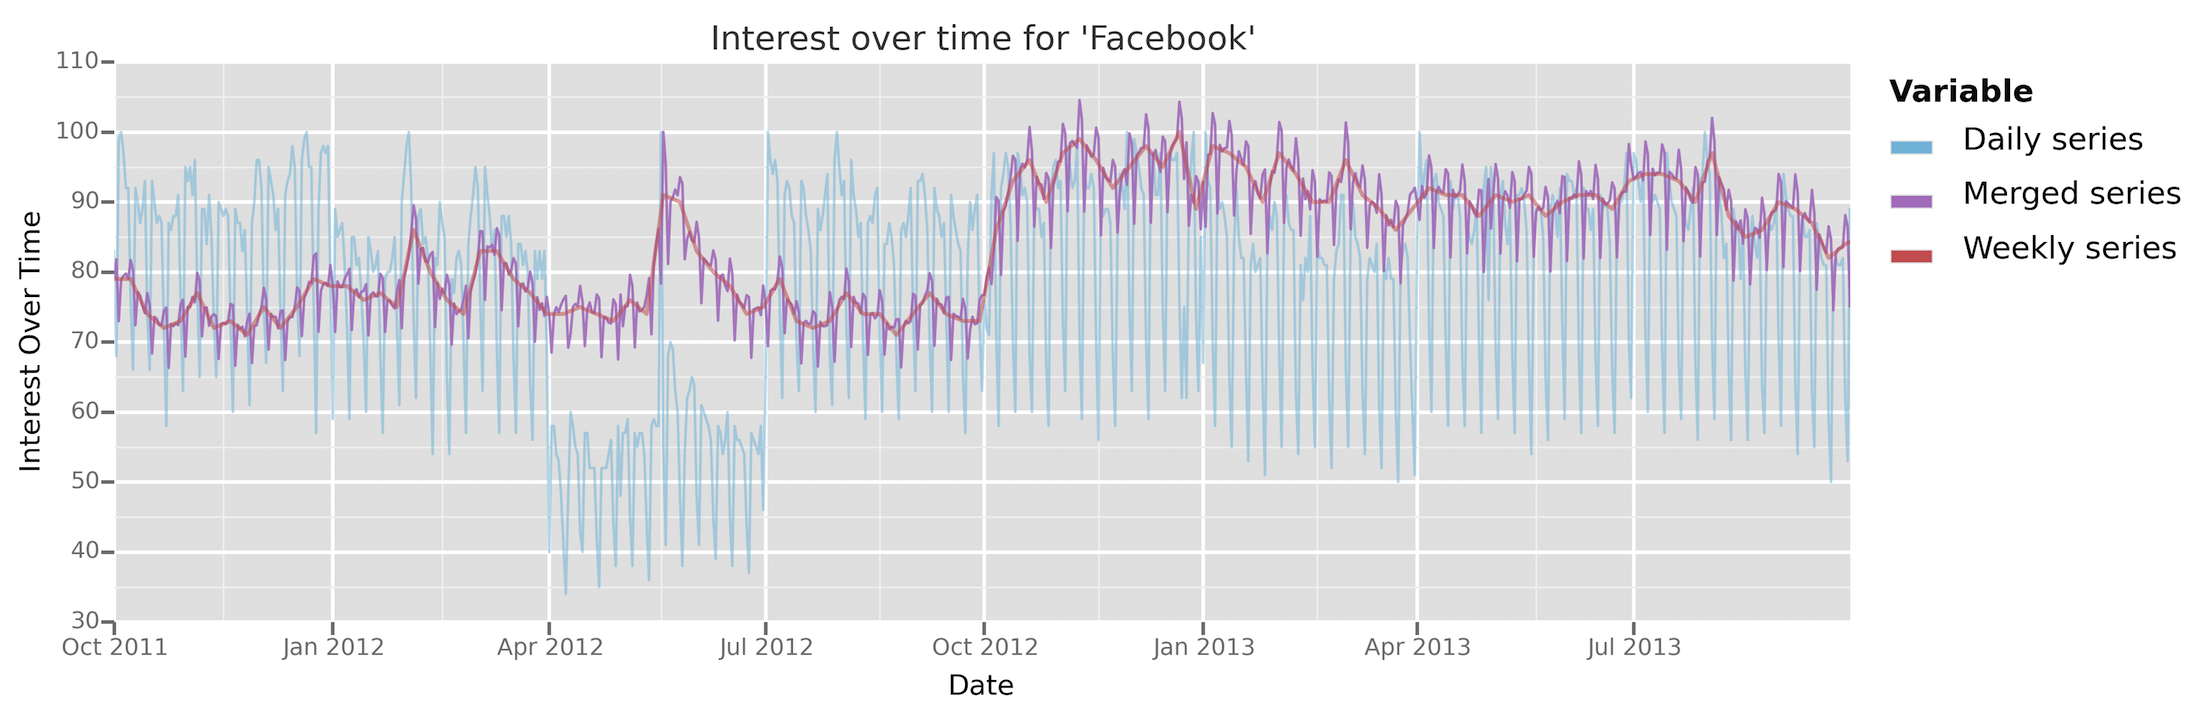 Interest over time for 'Facebook'
110
100
90
80
70
60
50
40
30
Interest Over Time
Oct 2011
Jan 2012
Apr 2012
Jul 2012
Oct 2012
Jan 2013
Apr 2013
Jul 2013
Date
Variable
Daily series
Merged series
Weekly series